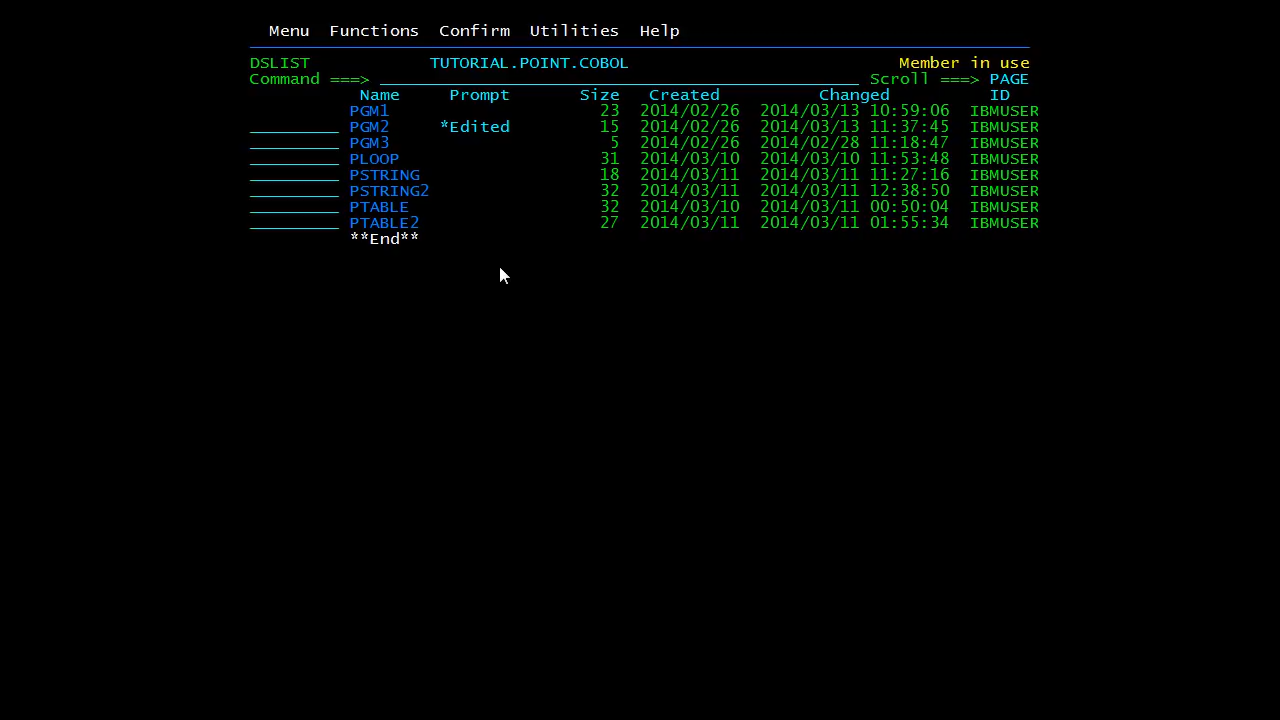 Menu Functions Confirm Utilities Help
DSLIST TUTORIAL.POINT.COBOL Member in use
Command ===> Scroll ===> PAGE
Name Prompt Size Created Changed ID
PGM1 23 2014/02/26 2014/03/13 10:59:06 IBMUSER
PGM2 *Edited 15 2014/02/26 2014/03/13 11:37:45 IBMUSER
PGM3 5 2014/02/26 2014/02/28 11:18:47 IBMUSER
PLOOP 31 2014/03/10 2014/03/10 11:53:48 IBMUSER
PSTRING 18 2014/03/11 2014/03/11 11:27:16 IBMUSER
PSTRING2 32 2014/03/11 2014/03/11 12:38:50 IBMUSER
PTABLE 32 2014/03/10 2014/03/11 00:50:04 IBMUSER
PTABLE2 27 2014/03/11 2014/03/11 01:55:34 IBMUSER
**End**